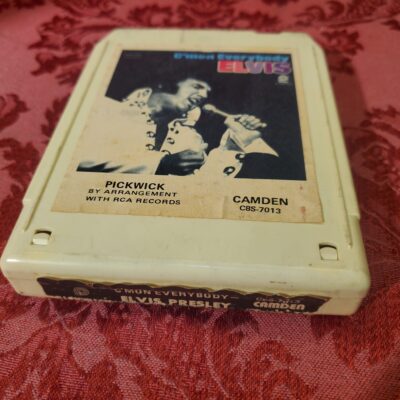 C'mon Everybody
ELVIS
PICKWICK
BY ARRANGEMENT
WITH RCA RECORDS
CAMDEN
C8S-7013
C'MON EVERYBODY
ELVIS PRESLEY
CAMDEN